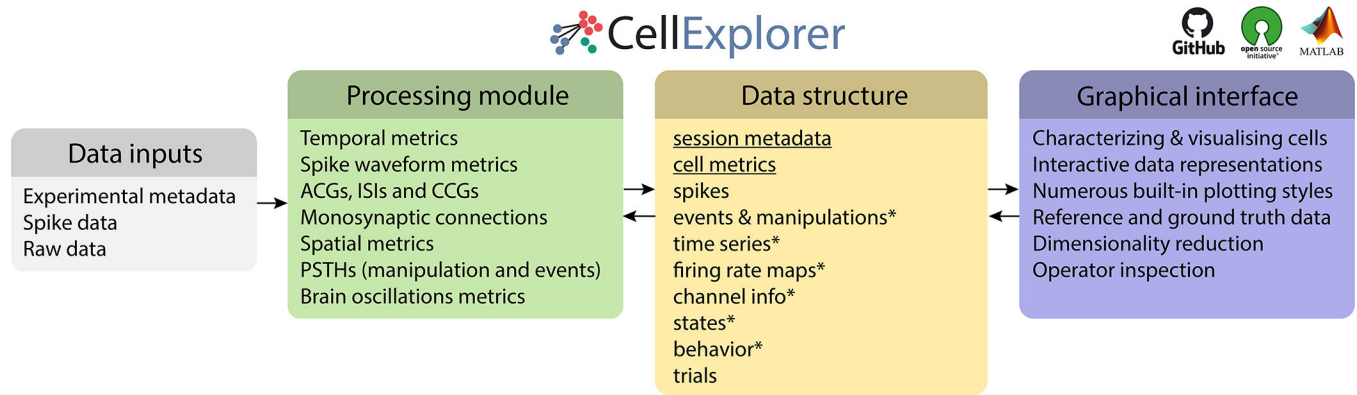 CellExplorer
GitHub
open source
initiative®
MATLAB
Data inputs
Experimental metadata
Spike data
Raw data
Processing module
Temporal metrics
Spike waveform metrics
ACGs, ISIs and CCGs
Monosynaptic connections
Spatial metrics
PSTHs (manipulation and events)
Brain oscillations metrics
Data structure
session metadata
cell metrics
spikes
events & manipulations*
time series*
firing rate maps*
channel info*
states*
behavior*
trials
Graphical interface
Characterizing & visualising cells
Interactive data representations
Numerous built-in plotting styles
Reference and ground truth data
Dimensionality reduction
Operator inspection